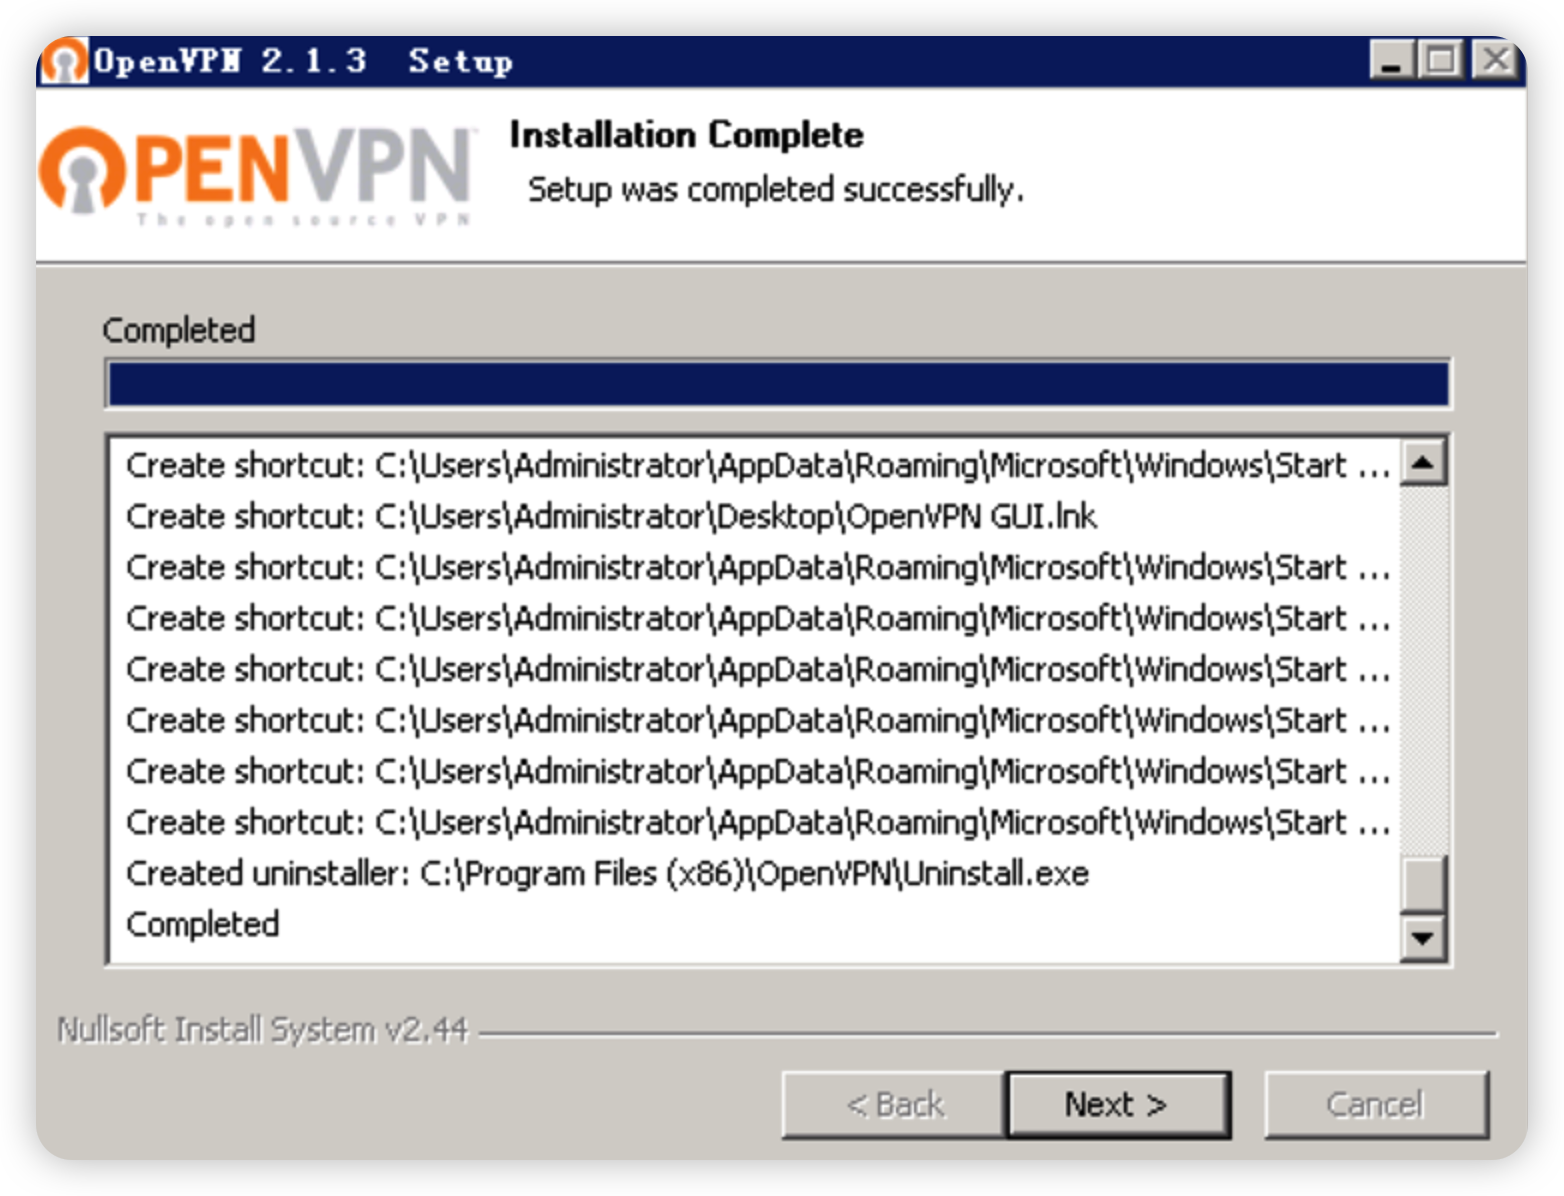 OpenVPN 2.1.3 Setup
OPENVPN
The open source VPN
Installation Complete
Setup was completed successfully.
Completed
Create shortcut: C:\Users\Administrator\AppData\Roaming\Microsoft\Windows\Start ...
Create shortcut: C:\Users\Administrator\Desktop\OpenVPN GUI.lnk
Create shortcut: C:\Users\Administrator\AppData\Roaming\Microsoft\Windows\Start ...
Create shortcut: C:\Users\Administrator\AppData\Roaming\Microsoft\Windows\Start ...
Create shortcut: C:\Users\Administrator\AppData\Roaming\Microsoft\Windows\Start ...
Create shortcut: C:\Users\Administrator\AppData\Roaming\Microsoft\Windows\Start ...
Create shortcut: C:\Users\Administrator\AppData\Roaming\Microsoft\Windows\Start ...
Create shortcut: C:\Users\Administrator\AppData\Roaming\Microsoft\Windows\Start ...
Created uninstaller: C:\Program Files (x86)\OpenVPN\Uninstall.exe
Completed
Nullsoft Install System v2.44
< Back Next > Cancel